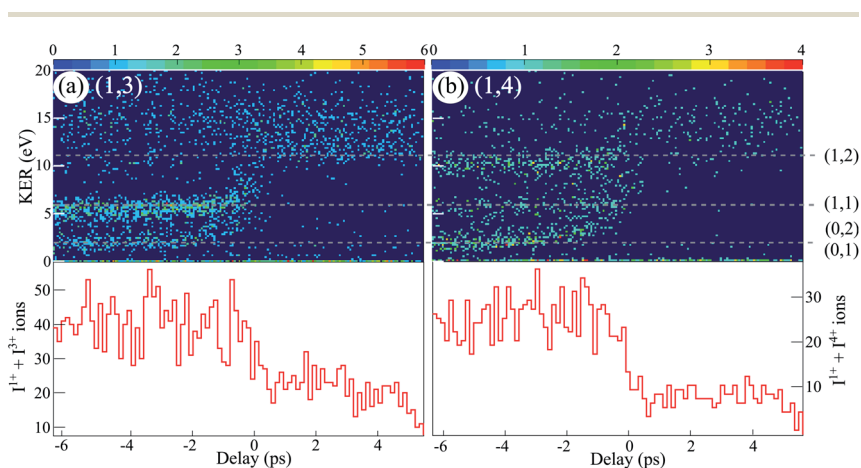 0 1 2 3 4 5 6 0 1 2 3 4
20 (a) (1,3) (b) (1,4)
15
KER (eV)
10 (1,2)
5 (1,1)
(0,2)
0 (0,1)
50
40 30
30 20
20 10
10
I1+ + I3+ ions
I1+ + I4+ ions
-6 -4 -2 0 2 4 -6 -4 -2 0 2 4
Delay (ps) Delay (ps)